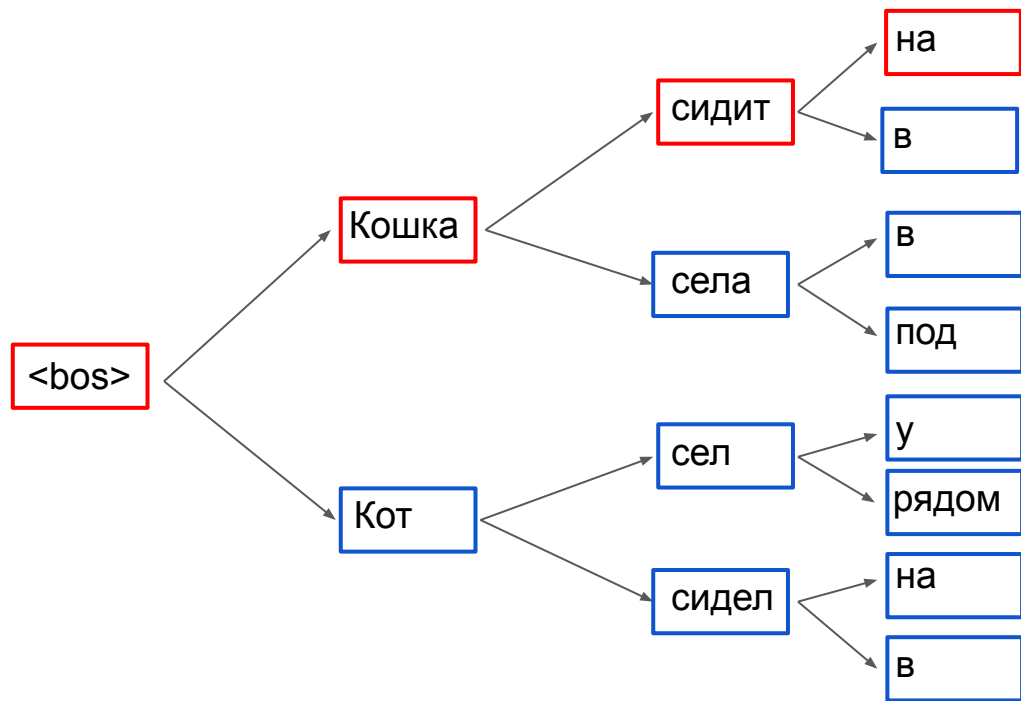 на
сидит
в
Кошка
в
села
под
<bos>
у
сел
рядом
Кот
на
сидел
в